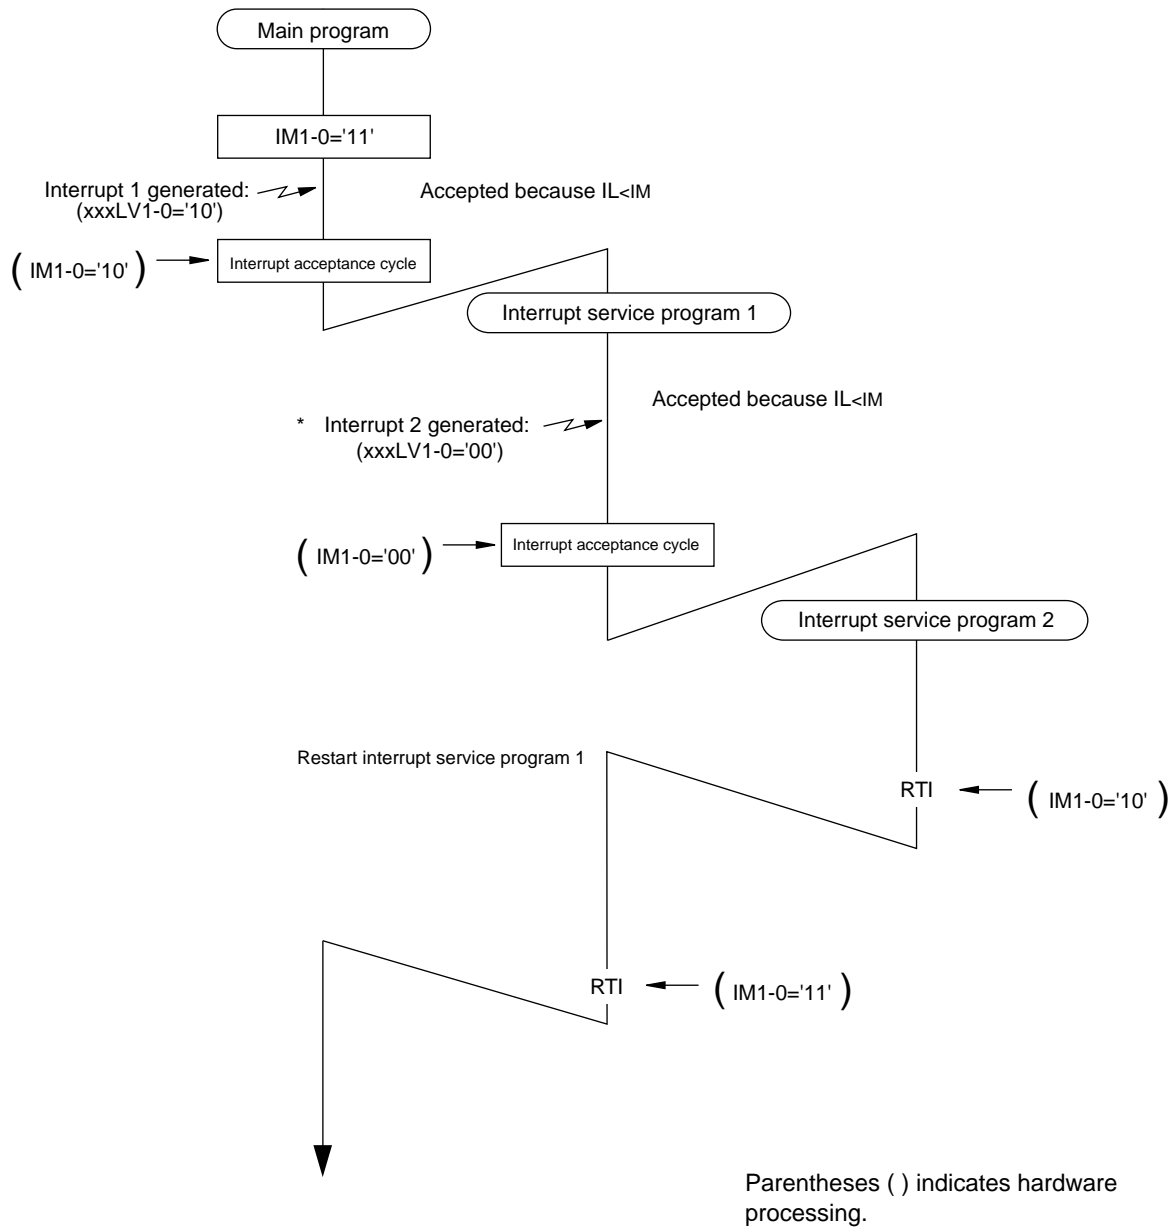 Main program
IM1-0='11'
Interrupt 1 generated:
(xxxLV1-0='10')
Accepted because IL<IM
( IM1-0='10' )
Interrupt acceptance cycle
Interrupt service program 1
Accepted because IL<IM
* Interrupt 2 generated:
(xxxLV1-0='00')
( IM1-0='00' )
Interrupt acceptance cycle
Interrupt service program 2
Restart interrupt service program 1
RTI
( IM1-0='10' )
RTI
( IM1-0='11' )
Parentheses ( ) indicates hardware
processing.